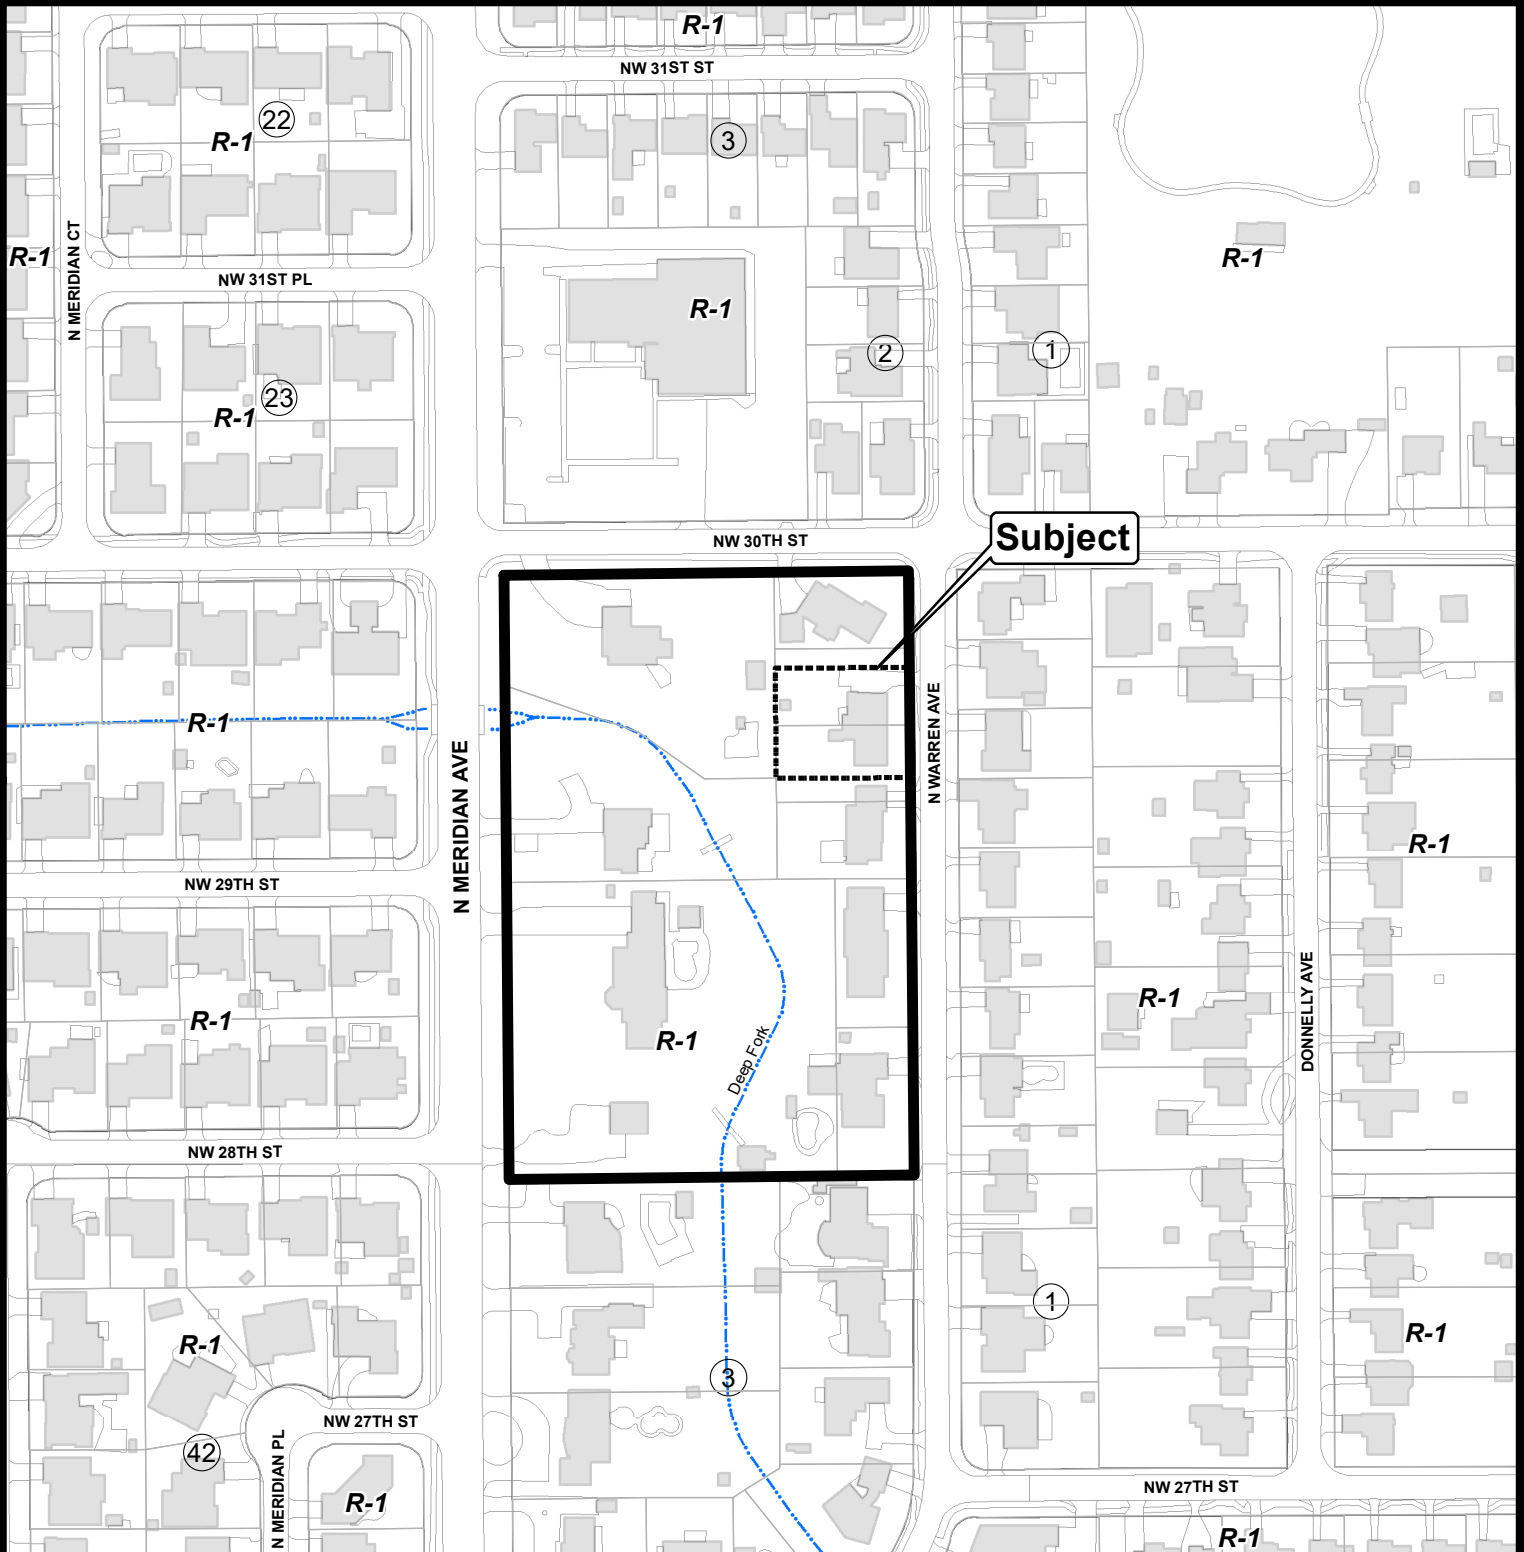 R-1
NW 31ST ST
22
R-1
3
N MERIDIAN CT
R-1
R-1
NW 31ST PL
R-1
2
1
23
R-1
NW 30TH ST
Subject
R-1
N WARREN AVE
N MERIDIAN AVE
R-1
NW 29TH ST
R-1
R-1
DONNELLY AVE
R-1
Deep Fork
NW 28TH ST
1
R-1
R-1
3
NW 27TH ST
42
N MERIDIAN PL
R-1
NW 27TH ST
R-1